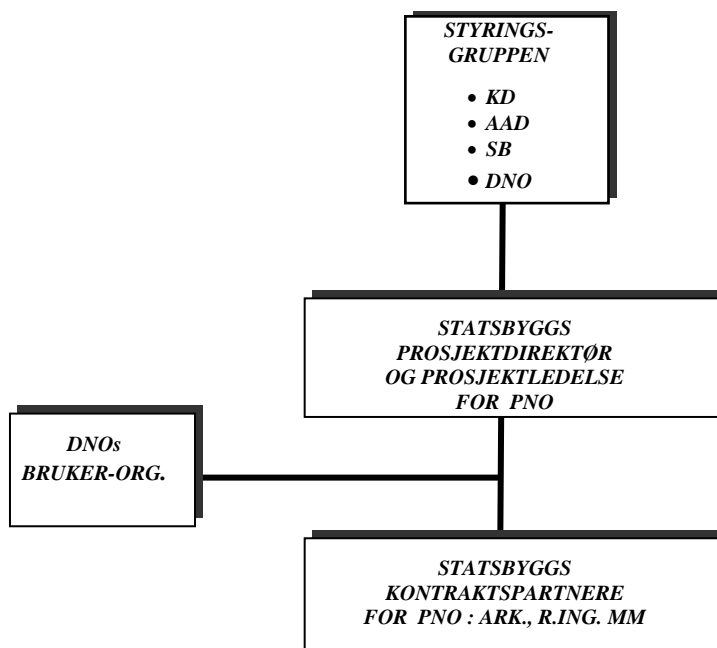 STYRINGS-
GRUPPEN
• KD
• AAD
• SB
• DNO
STATSBYGGS
PROSJEKTDIREKTØR
OG PROSJEKTLEDELSE
FOR PNO
DNOs
BRUKER-ORG.
STATSBYGGS
KONTRAKTSPARTNERE
FOR PNO : ARK., R.ING. MM